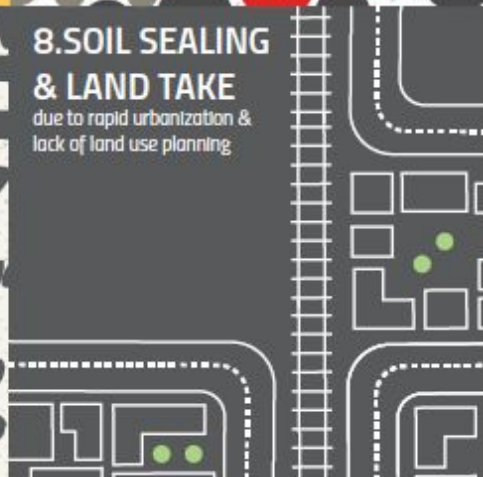 8.SOIL SEALING
& LAND TAKE
due to rapid urbanization &
lack of land use planning